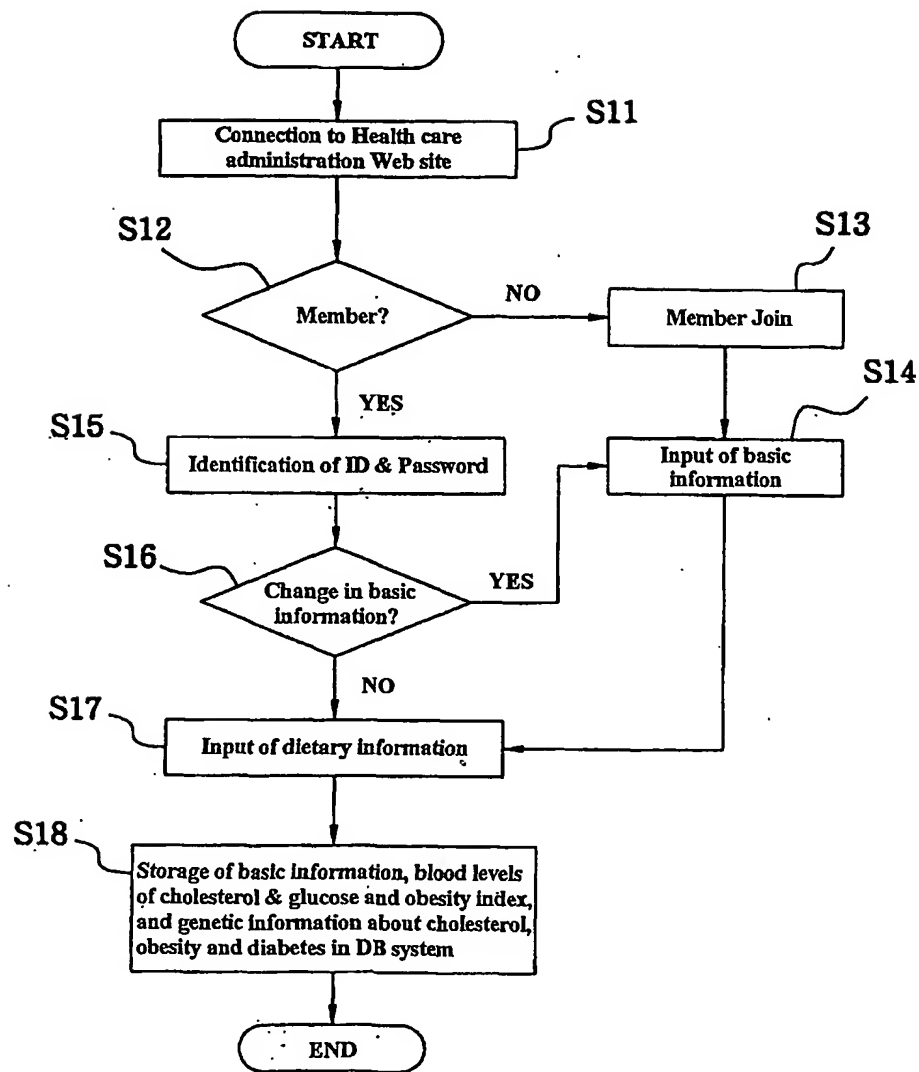 START
S11
Connection to Health care
administration Web site
S12
S13
Member?
NO
Member Join
YES
S14
S15
Identification of ID & Password
Input of basic
information
S16
Change in basic
information?
YES
NO
S17
Input of dietary information
S18
Storage of basic information, blood levels
of cholesterol & glucose and obesity index,
and genetic information about cholesterol,
obesity and diabetes in DB system
END